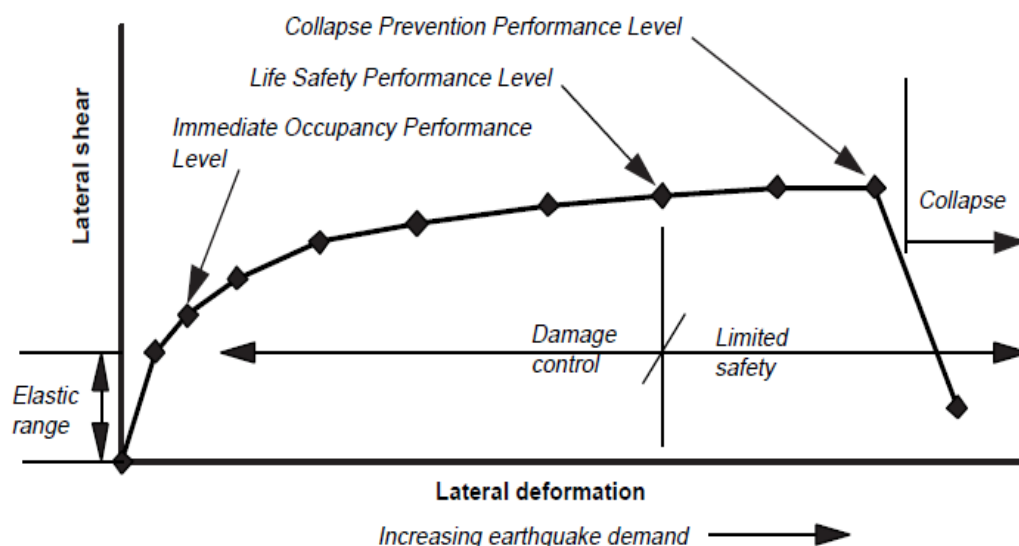 Collapse Prevention Performance Level
Life Safety Performance Level
Immediate Occupancy Performance
Level
Lateral shear
Collapse
Damage
control
Limited
safety
Elastic
range
Lateral deformation
Increasing earthquake demand